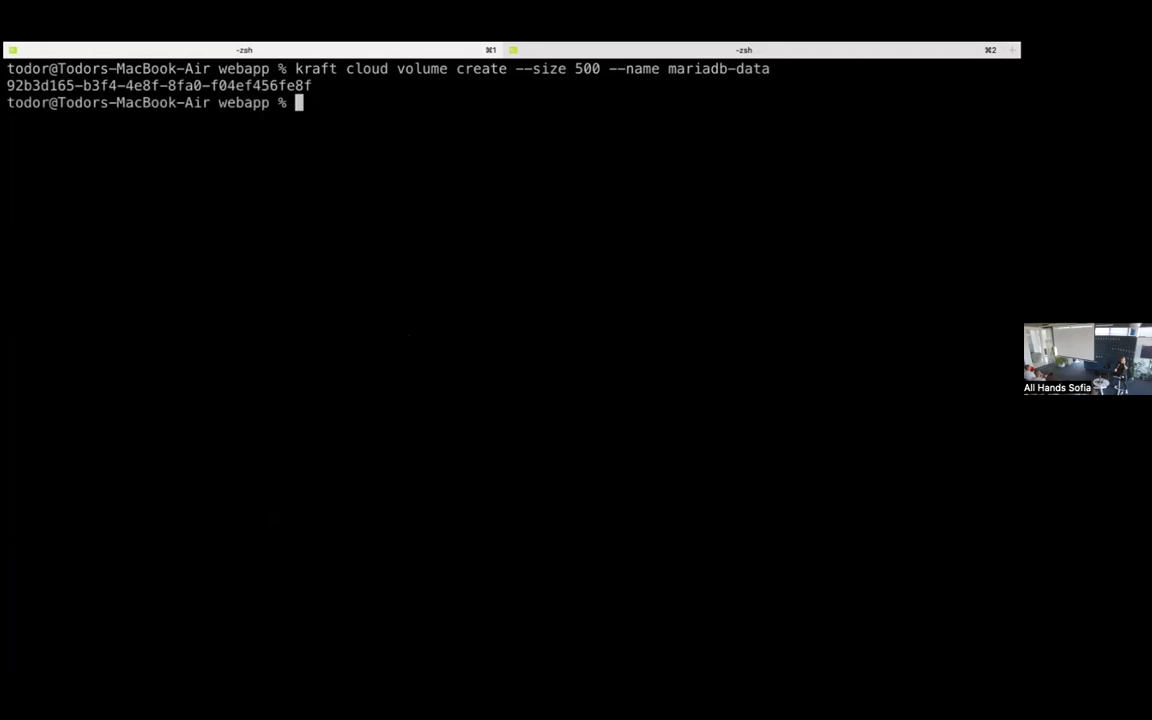 -zsh ⌘1 -zsh ⌘2 +
todor@Todors-MacBook-Air webapp % kraft cloud volume create --size 500 --name mariadb-data
92b3d165-b3f4-4e8f-8fa0-f04ef456fe8f
todor@Todors-MacBook-Air webapp %
All Hands Sofia